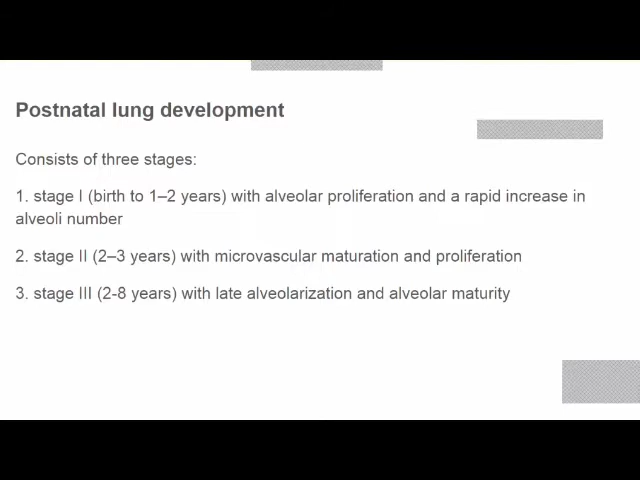 Postnatal lung development
Consists of three stages:
1. stage I (birth to 1–2 years) with alveolar proliferation and a rapid increase in
alveoli number
2. stage II (2–3 years) with microvascular maturation and proliferation
3. stage III (2-8 years) with late alveolarization and alveolar maturity